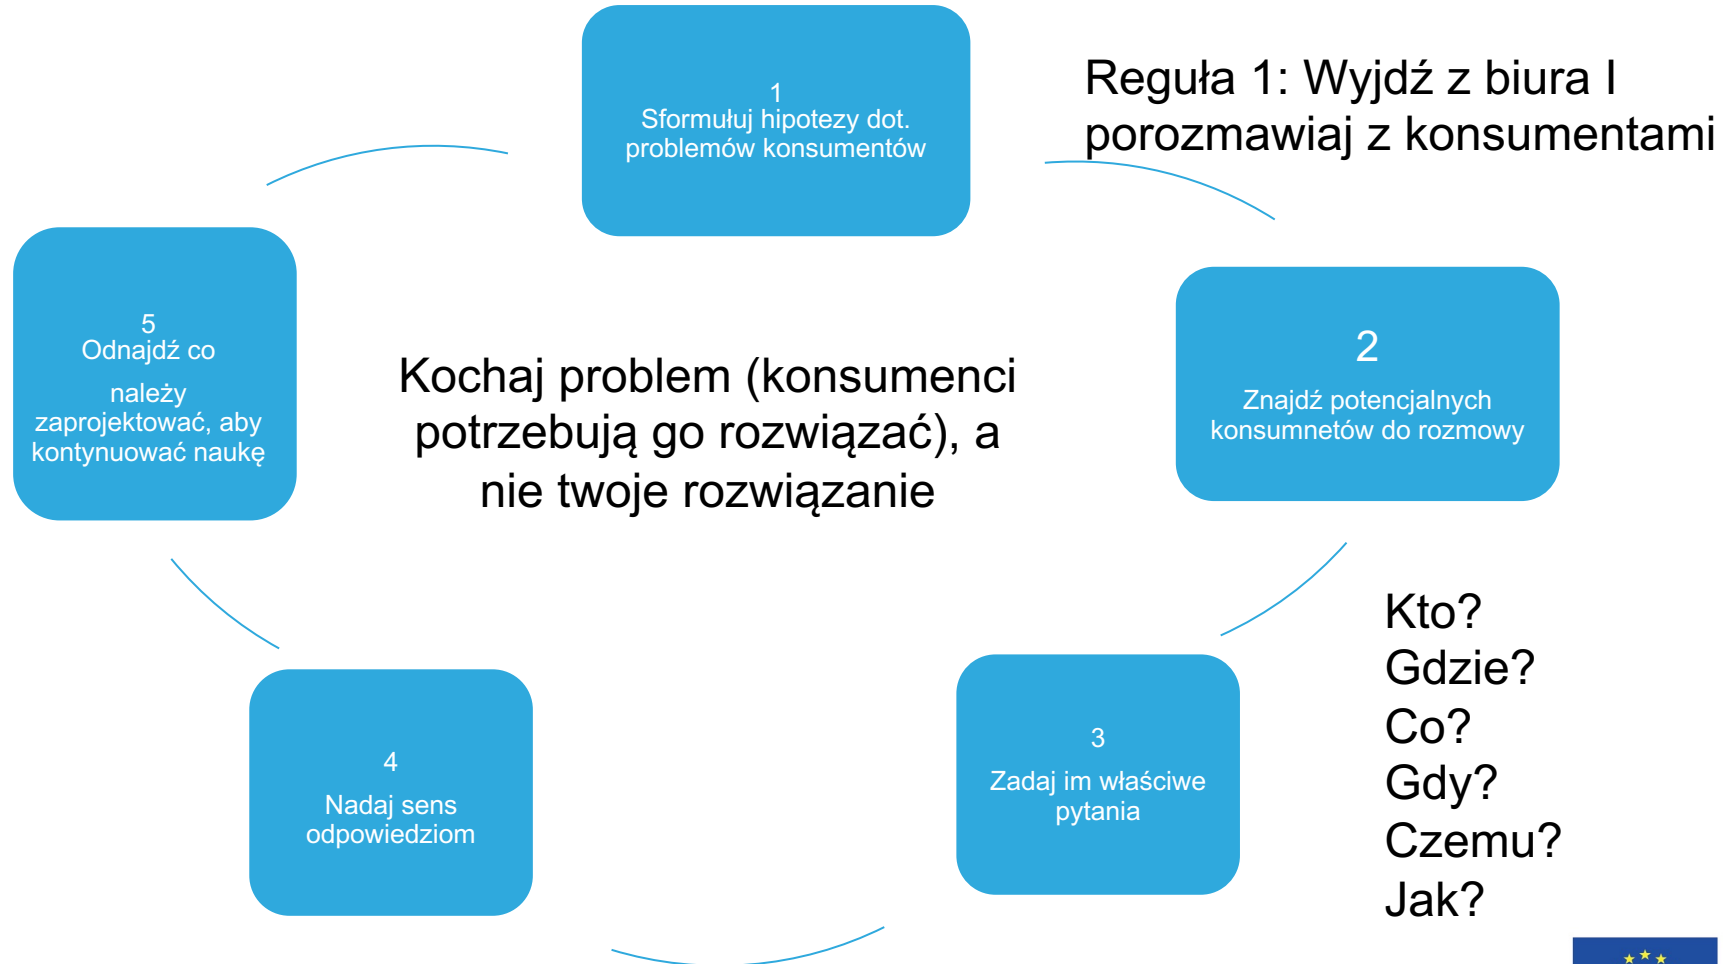 1
Sformułuj hipotezy dot.
problemów konsumentów
Reguła 1: Wyjdź z biura I
porozmawiaj z konsumentami
2
Znajdź potencjalnych
konsumnetów do rozmowy
Kto?
Gdzie?
Co?
Gdy?
Czemu?
Jak?
3
Zadaj im właściwe
pytania
4
Nadaj sens
odpowiedziom
5
Odnajdź co
należy
zaprojektować, aby
kontynuować naukę
Kochaj problem (konsumenci
potrzebują go rozwiązać), a
nie twoje rozwiązanie